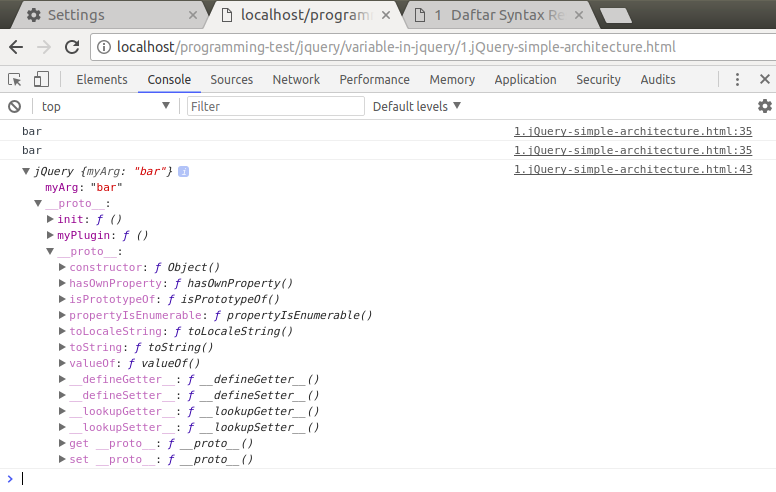 Settings
localhost/programm
1 Daftar Syntax Re
localhost/programming-test/jquery/variable-in-jquery/1.jQuery-simple-architecture.html
Elements Console Sources Network Performance Memory Application Security Audits
top Filter Default levels
bar 1.jQuery-simple-architecture.html:35
bar 1.jQuery-simple-architecture.html:35
jQuery {myArg: "bar"} i 1.jQuery-simple-architecture.html:43
myArg: "bar"
__proto__:
init: ƒ ()
myPlugin: ƒ ()
__proto__:
constructor: ƒ Object()
hasOwnProperty: ƒ hasOwnProperty()
isPrototypeOf: ƒ isPrototypeOf()
propertyIsEnumerable: ƒ propertyIsEnumerable()
toLocaleString: ƒ toLocaleString()
toString: ƒ toString()
valueOf: ƒ valueOf()
__defineGetter__: ƒ __defineGetter__()
__defineSetter__: ƒ __defineSetter__()
__lookupGetter__: ƒ __lookupGetter__()
__lookupSetter__: ƒ __lookupSetter__()
get __proto__: ƒ __proto__()
set __proto__: ƒ __proto__()